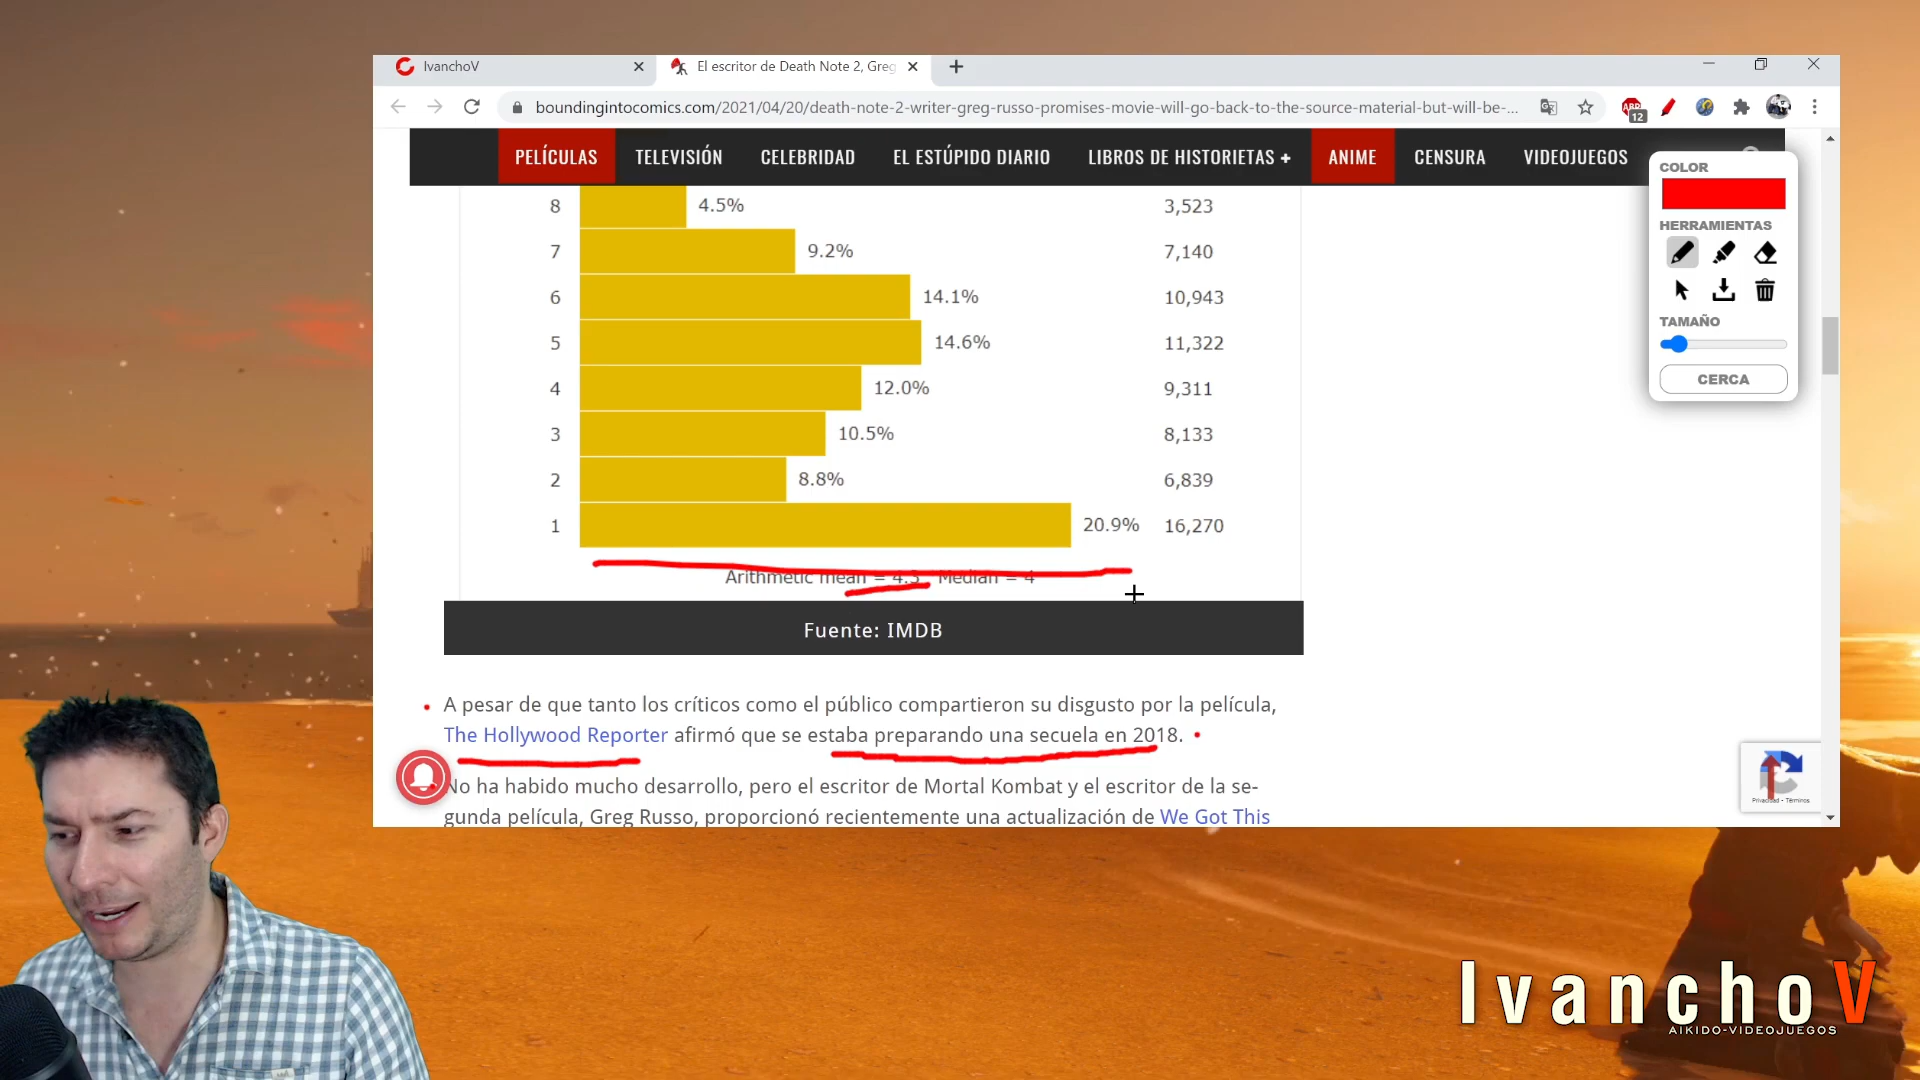 IvanchoV
El escritor de Death Note 2, Greg
boundingintocomics.com/2021/04/20/death-note-2-writer-greg-russo-promises-movie-will-go-back-to-the-source-material-but-will-be-...
ABP
12
PELÍCULAS TELEVISIÓN CELEBRIDAD EL ESTÚPIDO DIARIO LIBROS DE HISTORIETAS + ANIME CENSURA VIDEOJUEGOS
COLOR
HERRAMIENTAS
TAMAÑO
CERCA
8 4.5% 3,523
7 9.2% 7,140
6 14.1% 10,943
5 14.6% 11,322
4 12.0% 9,311
3 10.5% 8,133
2 8.8% 6,839
1 20.9% 16,270
Arithmetic mean = 4.3 Median = 4
Fuente: IMDB
A pesar de que tanto los críticos como el público compartieron su disgusto por la película,
The Hollywood Reporter afirmó que se estaba preparando una secuela en 2018.
No ha habido mucho desarrollo, pero el escritor de Mortal Kombat y el escritor de la se-
gunda película, Greg Russo, proporcionó recientemente una actualización de We Got This
Privacidad • Términos
IvanchoV
AIKIDO-VIDEOJUEGOS